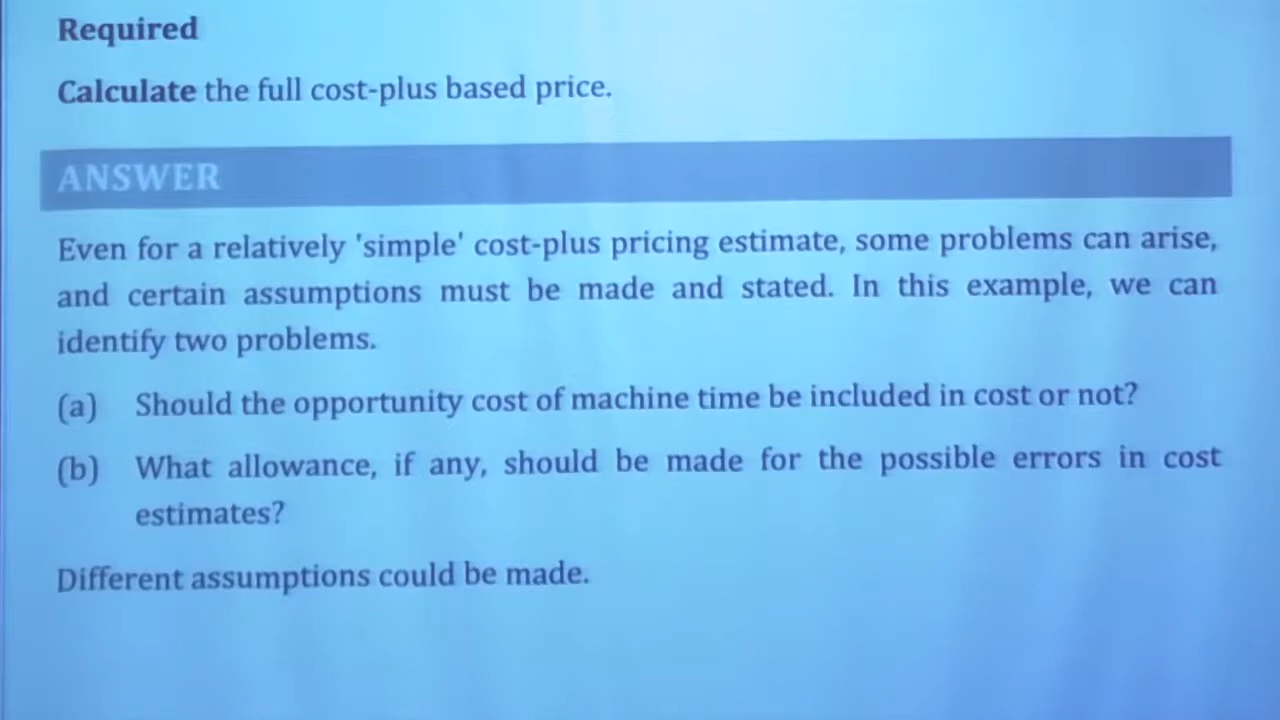 Required
Calculate the full cost-plus based price.
ANSWER
Even for a relatively 'simple' cost-plus pricing estimate, some problems can arise,
and certain assumptions must be made and stated. In this example, we can
identify two problems.
(a) Should the opportunity cost of machine time be included in cost or not?
(b) What allowance, if any, should be made for the possible errors in cost
estimates?
Different assumptions could be made.